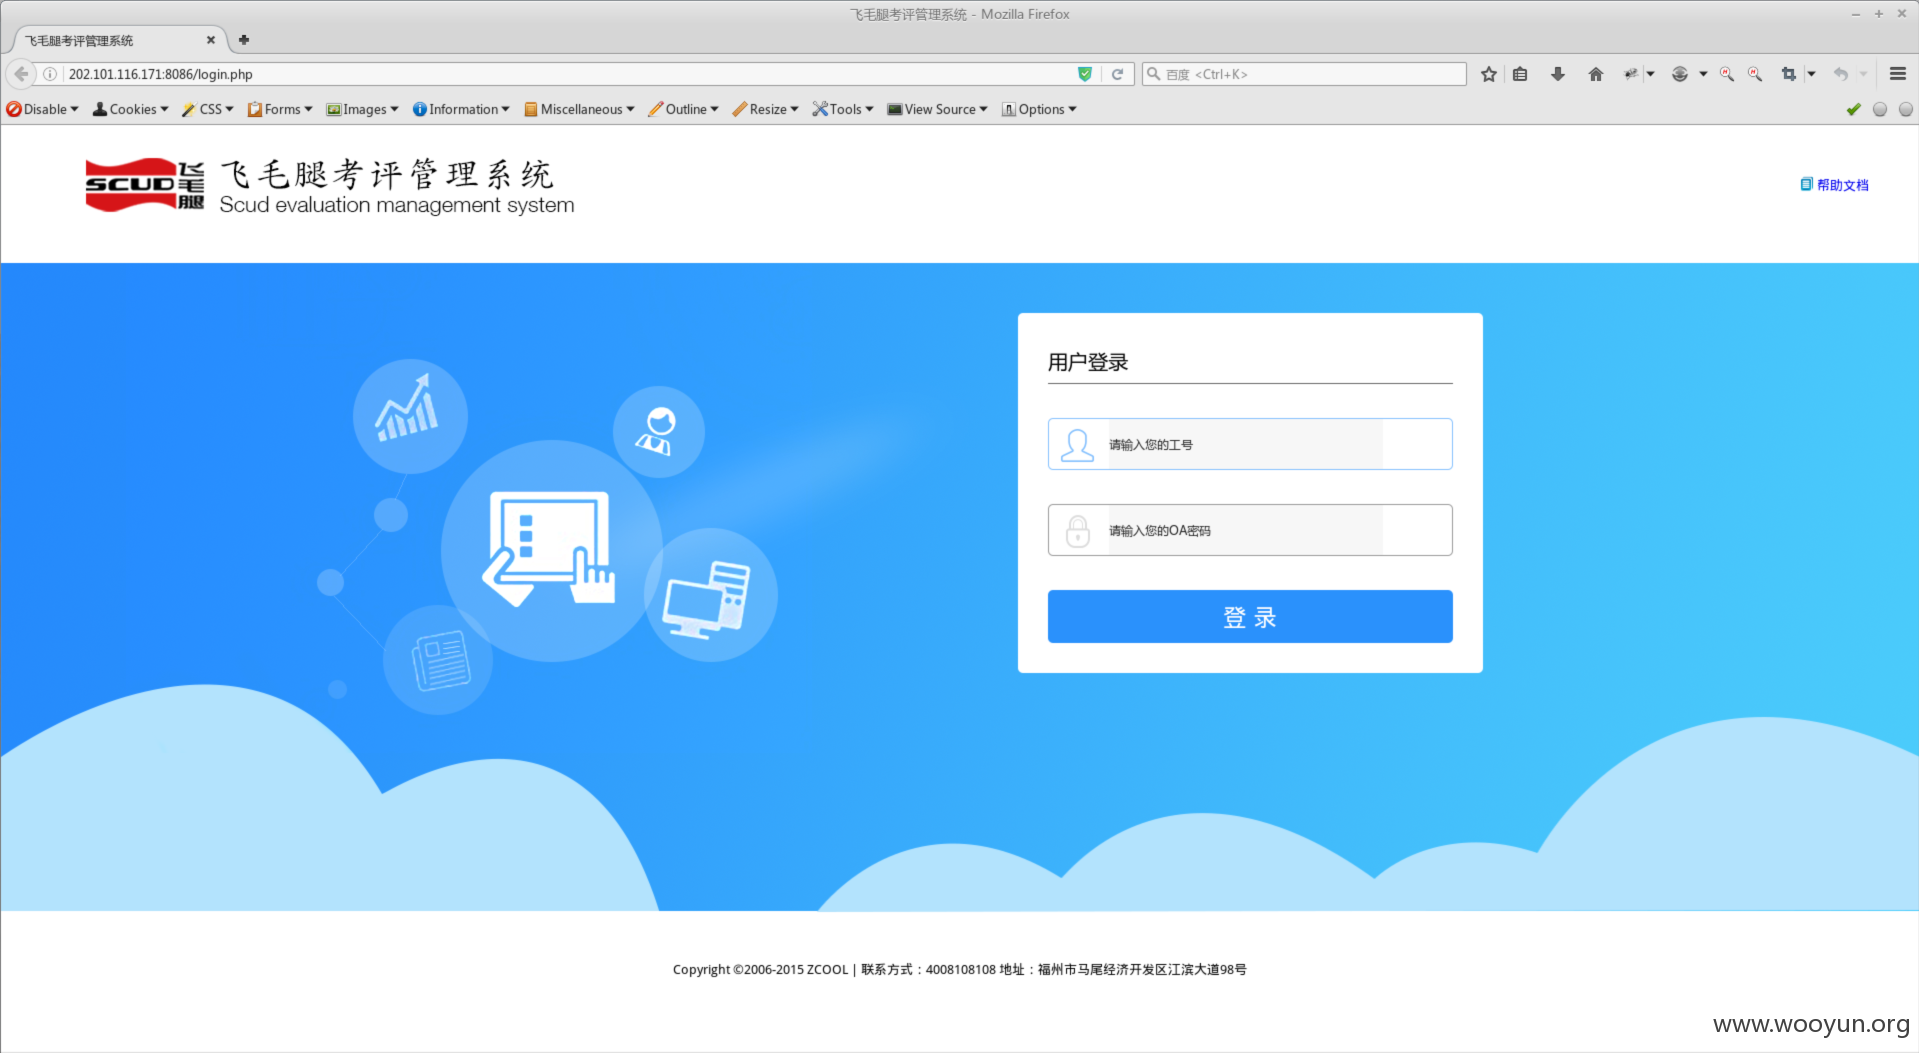 飞毛腿考评管理系统 - Mozilla Firefox
飞毛腿考评管理系统
202.101.116.171:8086/login.php
百度 <Ctrl+K>
Disable Cookies CSS Forms Images Information Miscellaneous Outline Resize Tools View Source Options
SCUD 飞毛腿
飞毛腿考评管理系统
Scud evaluation management system
帮助文档
用户登录
请输入您的工号
请输入您的OA密码
登 录
Copyright ©2006-2015 ZCOOL | 联系方式：4008108108 地址：福州市马尾经济开发区江滨大道98号
www.wooyun.org